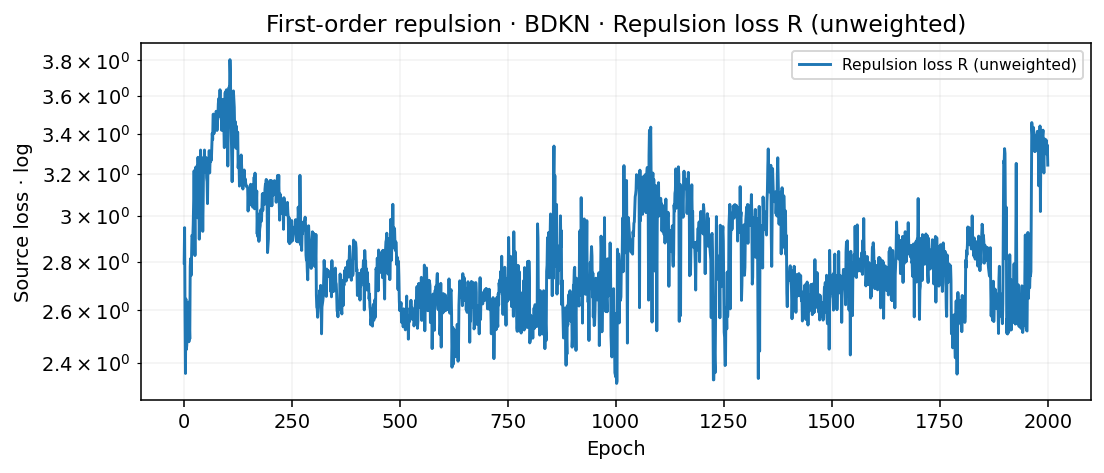 First-order repulsion · BDKN · Repulsion loss R (unweighted)
Repulsion loss R (unweighted)
Source loss · log
3.8 × 10⁰
3.6 × 10⁰
3.4 × 10⁰
3.2 × 10⁰
3 × 10⁰
2.8 × 10⁰
2.6 × 10⁰
2.4 × 10⁰
0 250 500 750 1000 1250 1500 1750 2000
Epoch